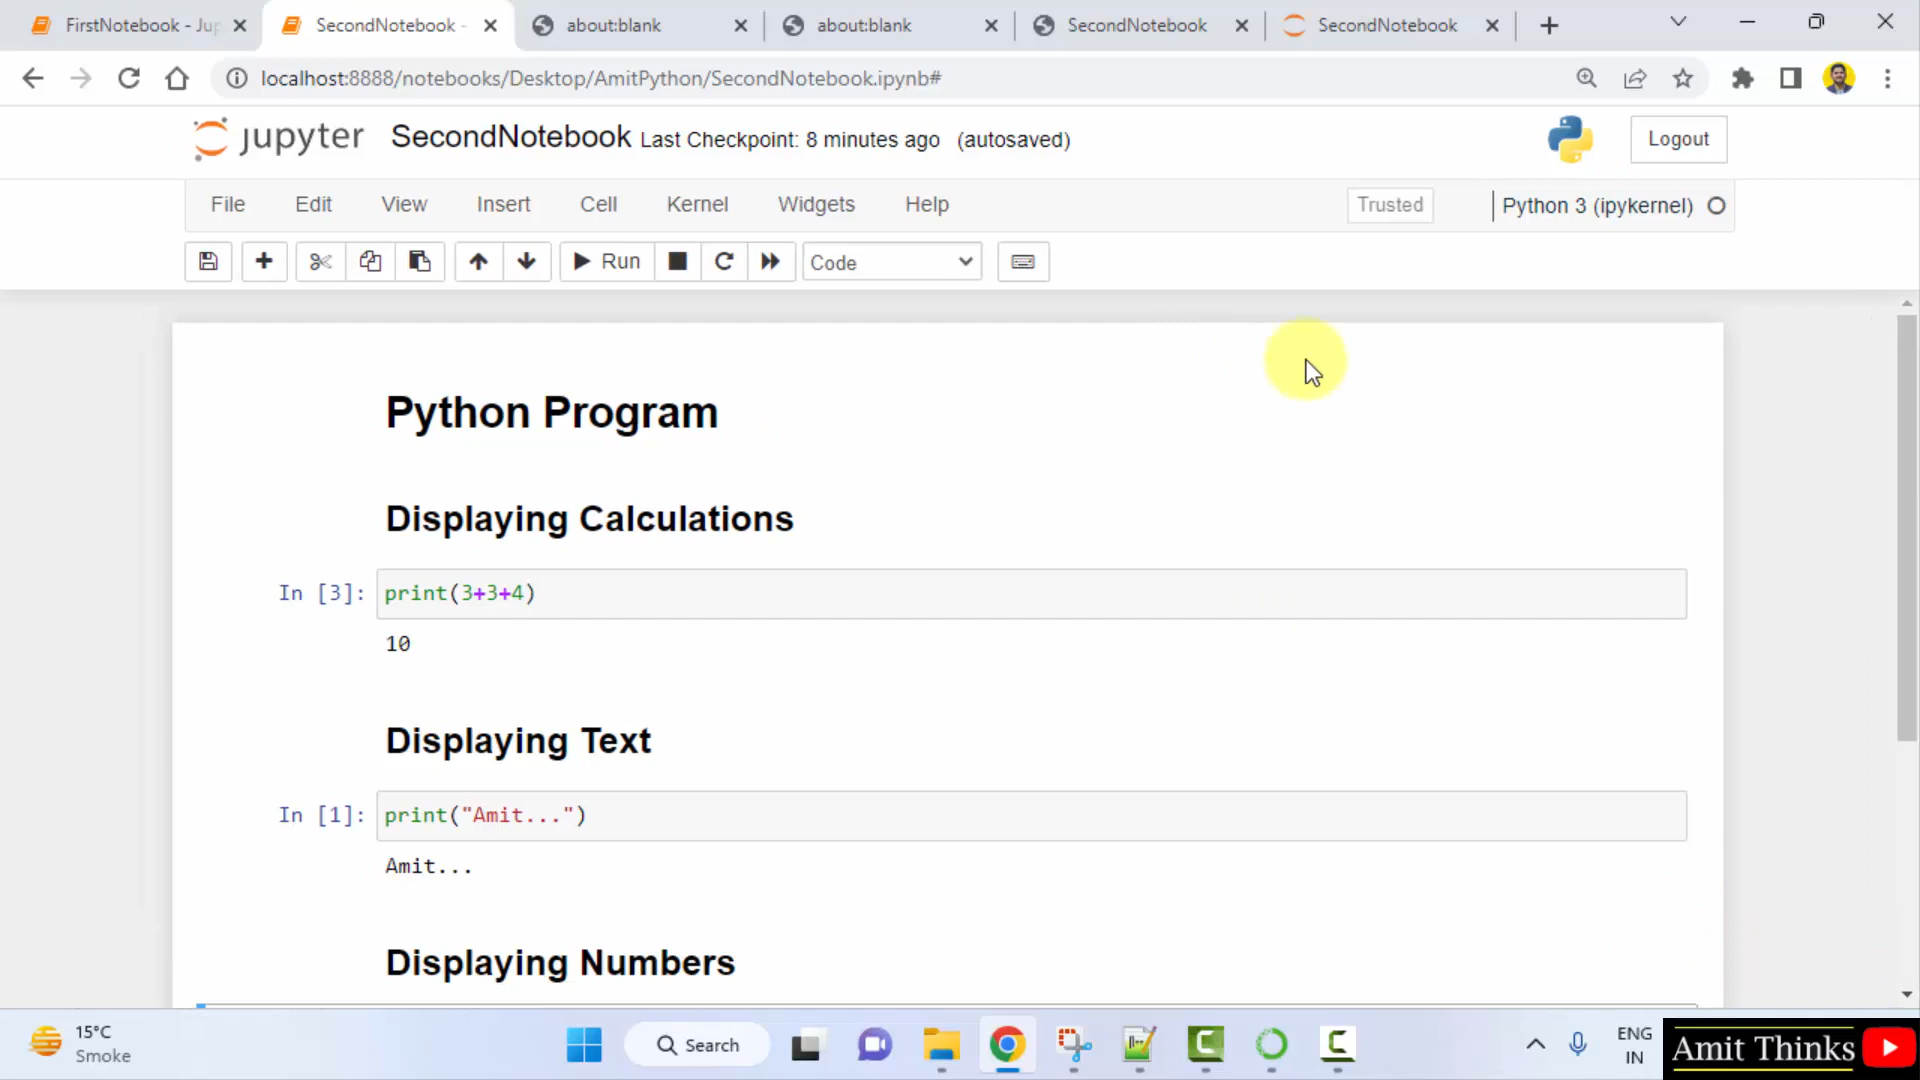 FirstNotebook - Jup
SecondNotebook -
about:blank
about:blank
SecondNotebook
SecondNotebook
localhost:8888/notebooks/Desktop/AmitPython/SecondNotebook.ipynb#
jupyter SecondNotebook Last Checkpoint: 8 minutes ago (autosaved)
Logout
File Edit View Insert Cell Kernel Widgets Help
Trusted
Python 3 (ipykernel)
Run
Code
Python Program
Displaying Calculations
In [3]: print(3+3+4)
10
Displaying Text
In [1]: print("Amit...")
Amit...
Displaying Numbers
15°C
Smoke
Search
ENG
IN
Amit Thinks